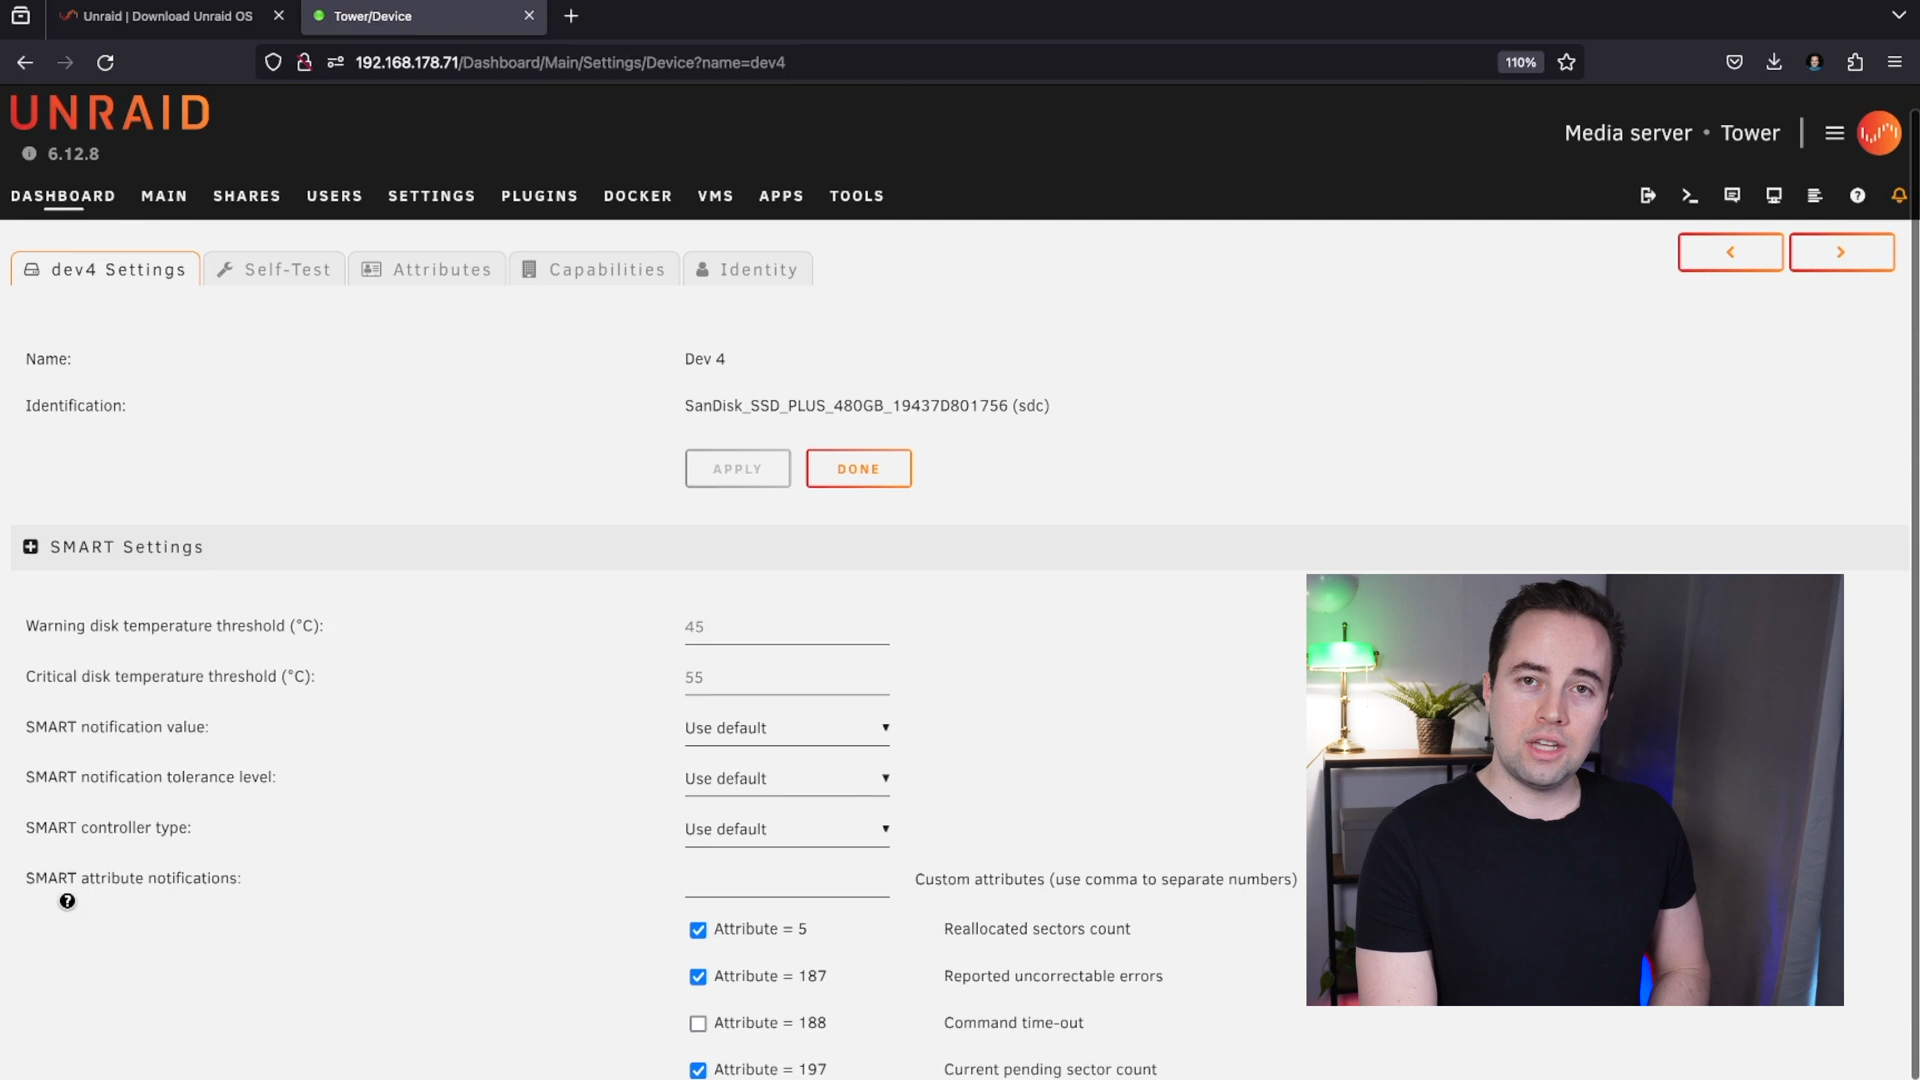 Unraid | Download Unraid OS
Tower/Device
192.168.178.71/Dashboard/Main/Settings/Device?name=dev4
110%
UNRAID
6.12.8
Media server • Tower
DASHBOARD MAIN SHARES USERS SETTINGS PLUGINS DOCKER VMS APPS TOOLS
dev4 Settings Self-Test Attributes Capabilities Identity
Name: Dev 4
Identification: SanDisk_SSD_PLUS_480GB_19437D801756 (sdc)
APPLY DONE
SMART Settings
Warning disk temperature threshold (°C): 45
Critical disk temperature threshold (°C): 55
SMART notification value: Use default
SMART notification tolerance level: Use default
SMART controller type: Use default
SMART attribute notifications: Custom attributes (use comma to separate numbers)
Attribute = 5 Reallocated sectors count
Attribute = 187 Reported uncorrectable errors
Attribute = 188 Command time-out
Attribute = 197 Current pending sector count